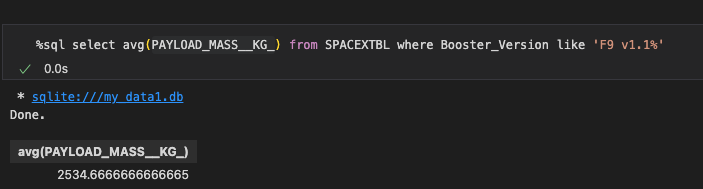 %sql select avg(PAYLOAD_MASS__KG_) from SPACEXTBL where Booster_Version like 'F9 v1.1%'
✓ 0.0s
* sqlite:///my_data1.db
Done.
avg(PAYLOAD_MASS__KG_)
2534.6666666666665